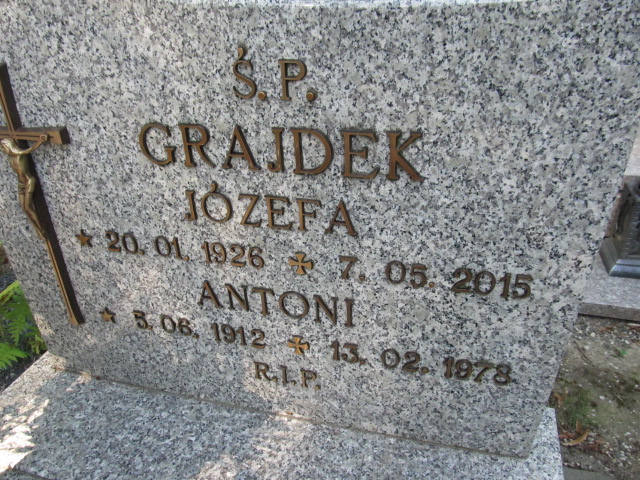 Ś.P.
GRAJDEK
JÓZEFA
★ 20. 01. 1926 ✠ 7. 05. 2015
ANTONI
★ 5. 06. 1912 ✠ 13. 02. 1978
R.I.P.